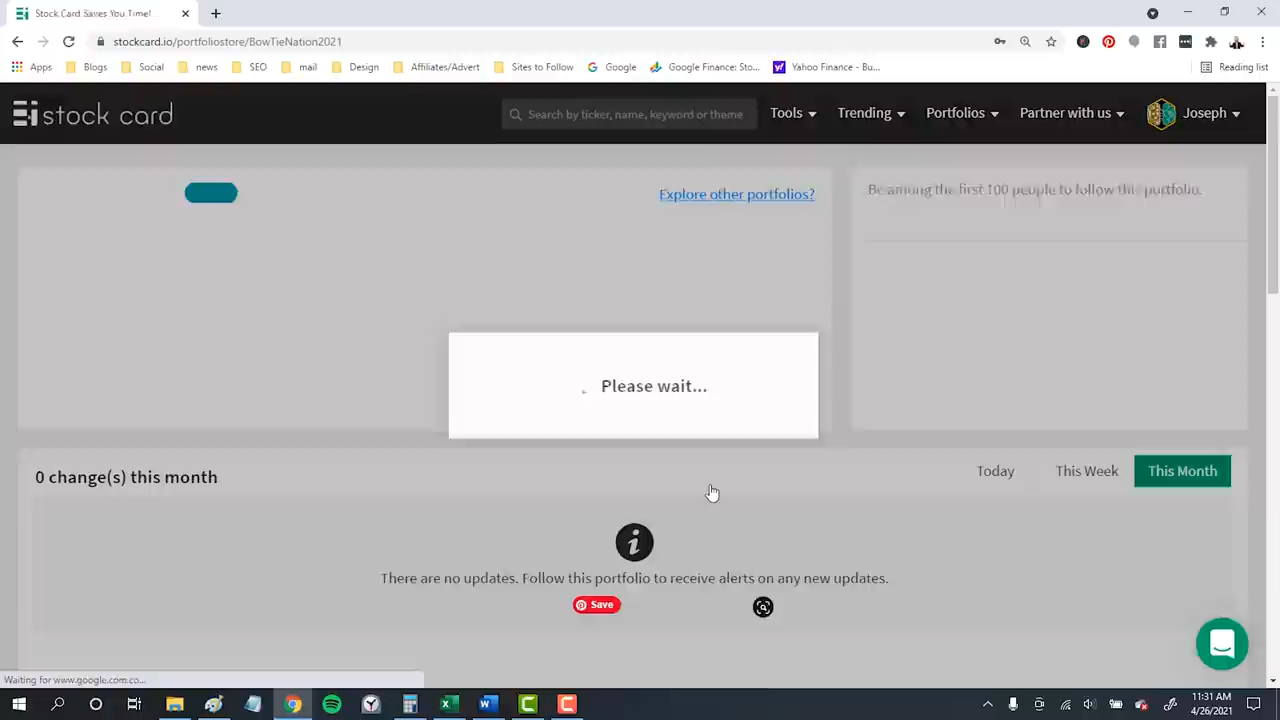 Stock Card Saves You Time!
stockcard.io/portfoliostore/BowTieNation2021
Apps Blogs Social news SEO mail Design Affiliates/Advert Sites to Follow Google Google Finance: Sto... Yahoo Finance - Bu... Reading list
stock card Search by ticker, name, keyword or theme Tools Trending Portfolios Partner with us Joseph
Explore other portfolios? Be among the first 100 people to follow this portfolio.
Please wait...
0 change(s) this month Today This Week This Month
There are no updates. Follow this portfolio to receive alerts on any new updates.
Save
Waiting for www.google.com.co...
11:31 AM
4/26/2021